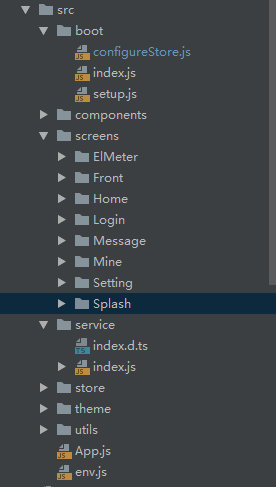 src
boot
configureStore.js
index.js
setup.js
components
screens
ElMeter
Front
Home
Login
Message
Mine
Setting
Splash
service
index.d.ts
index.js
store
theme
utils
App.js
env.js